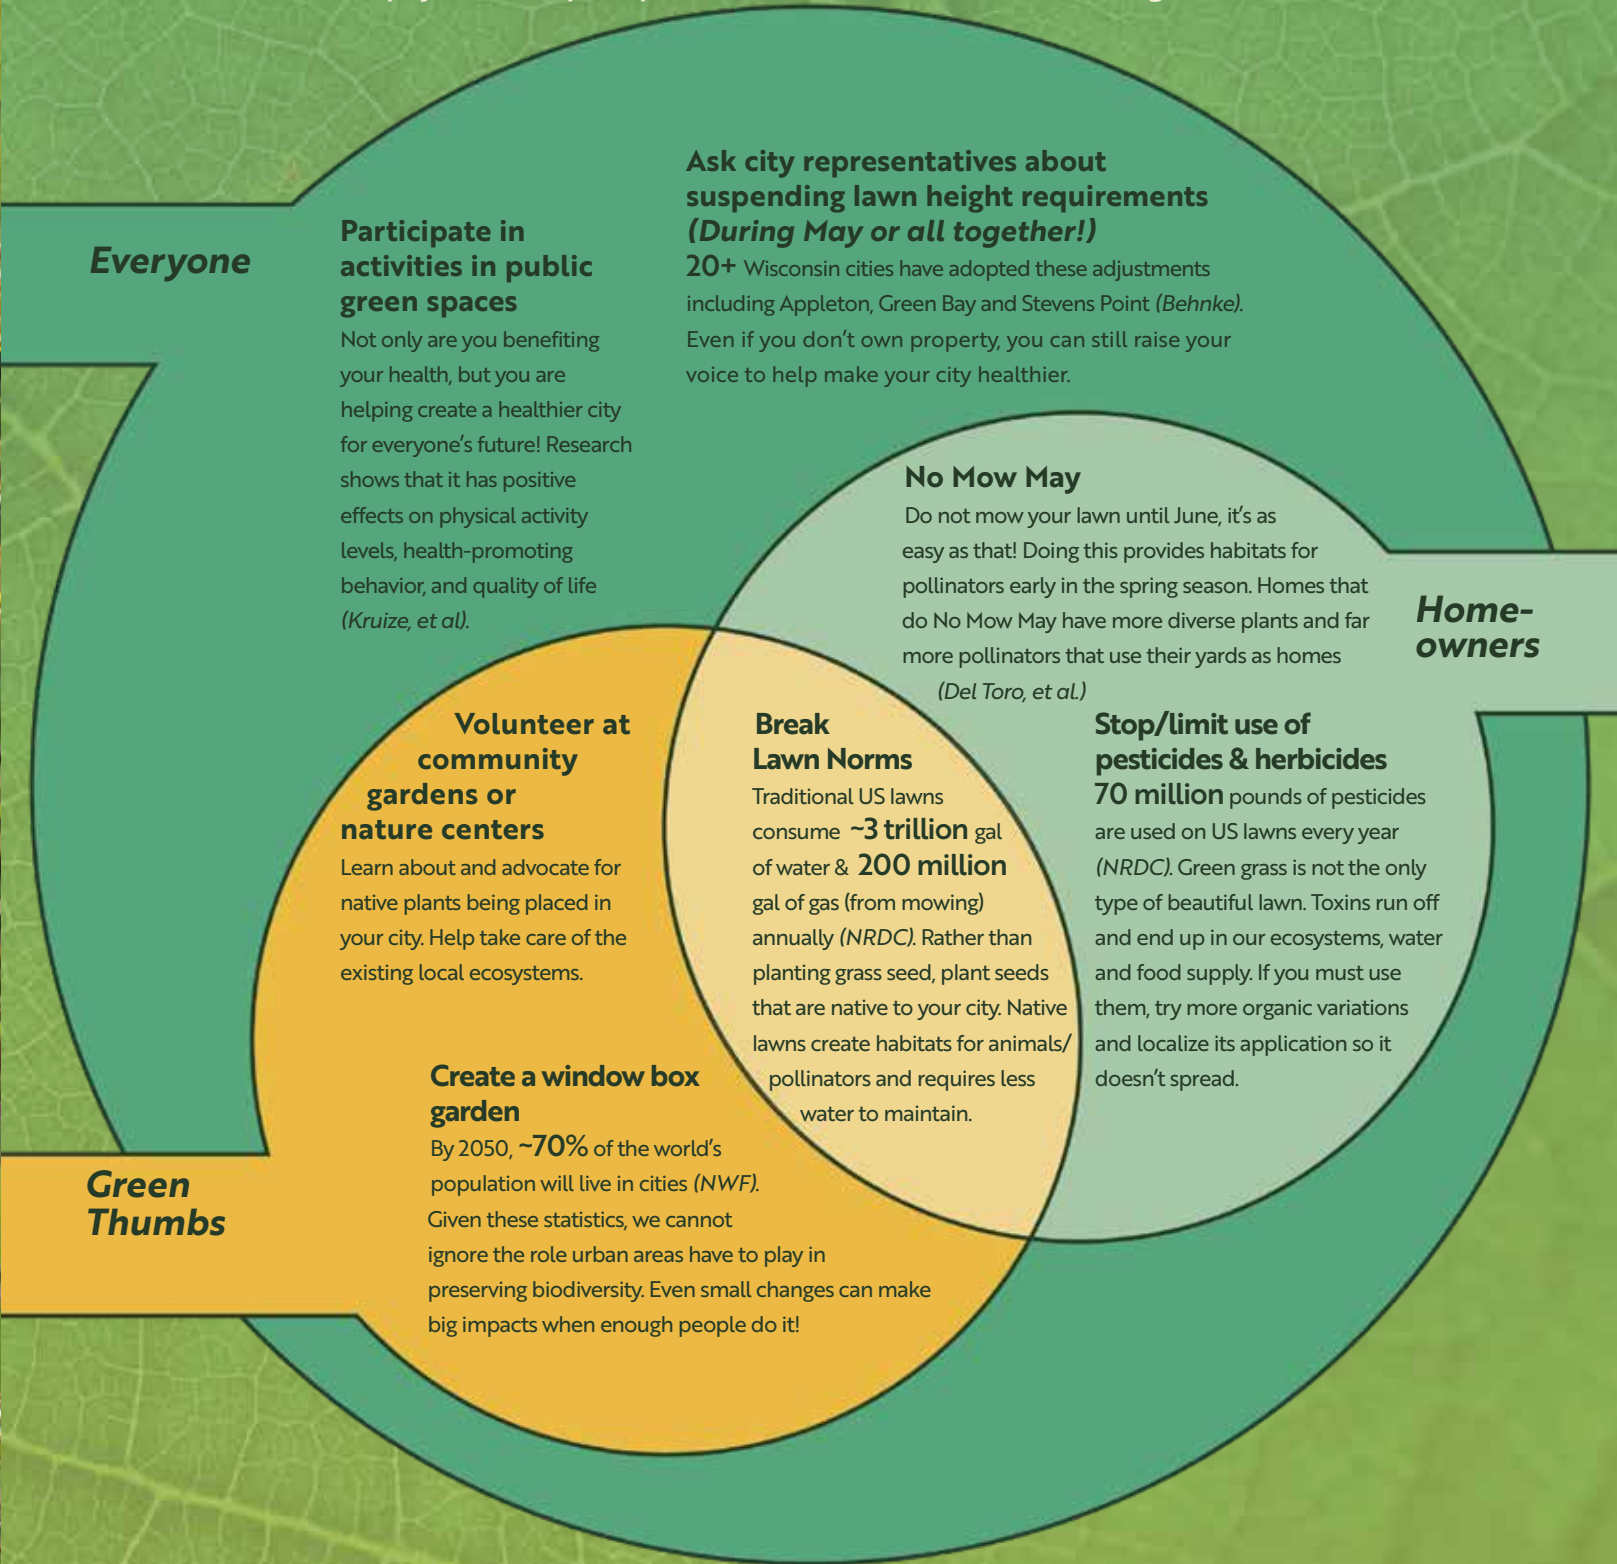 Everyone
Participate in
activities in public
green spaces
Not only are you benefiting
your health, but you are
helping create a healthier city
for everyone's future! Research
shows that it has positive
effects on physical activity
levels, health-promoting
behavior, and quality of life
(Kruize, et al).
Ask city representatives about
suspending lawn height requirements
(During May or all together!)
20+ Wisconsin cities have adopted these adjustments
including Appleton, Green Bay and Stevens Point (Behnke).
Even if you don't own property, you can still raise your
voice to help make your city healthier.
No Mow May
Do not mow your lawn until June, it's as
easy as that! Doing this provides habitats for
pollinators early in the spring season. Homes that
do No Mow May have more diverse plants and far
more pollinators that use their yards as homes
(Del Toro, et al.)
Home-
owners
Volunteer at
community
gardens or
nature centers
Learn about and advocate for
native plants being placed in
your city. Help take care of the
existing local ecosystems.
Break
Lawn Norms
Traditional US lawns
consume ~3 trillion gal
of water & 200 million
gal of gas (from mowing)
annually (NRDC). Rather than
planting grass seed, plant seeds
that are native to your city. Native
lawns create habitats for animals/
pollinators and requires less
water to maintain.
Stop/limit use of
pesticides & herbicides
70 million pounds of pesticides
are used on US lawns every year
(NRDC). Green grass is not the only
type of beautiful lawn. Toxins run off
and end up in our ecosystems, water
and food supply. If you must use
them, try more organic variations
and localize its application so it
doesn't spread.
Create a window box
garden
By 2050, ~70% of the world's
population will live in cities (NWF).
Given these statistics, we cannot
ignore the role urban areas have to play in
preserving biodiversity. Even small changes can make
big impacts when enough people do it!
Green
Thumbs